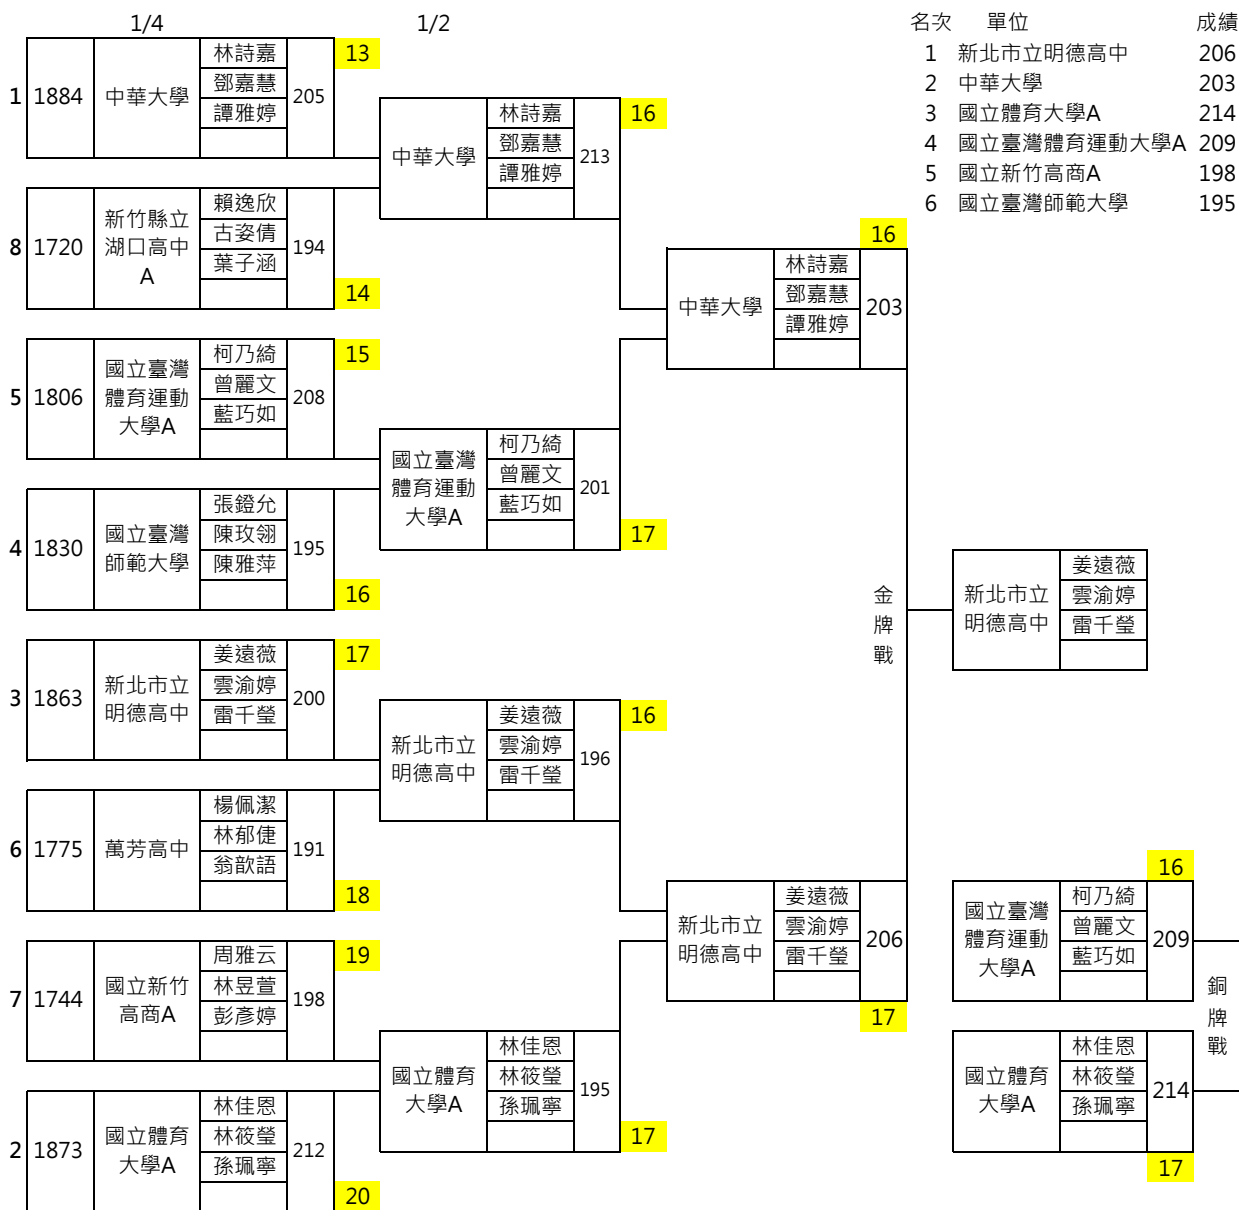 1/4 1/2
名次 單位 成績
1 新北市立明德高中 206
2 中華大學 203
3 國立體育大學A 214
4 國立臺灣體育運動大學A 209
5 國立新竹高商A 198
6 國立臺灣師範大學 195
1 1884 中華大學 205 13
林詩嘉
鄧嘉慧
譚雅婷
8 1720 194 14
新竹縣立
湖口高中
A
賴逸欣
古姿倩
葉子涵
5 1806 208 15
國立臺灣
體育運動
大學A
柯乃綺
曾麗文
藍巧如
4 1830 195 16
國立臺灣
師範大學
張鐙允
陳玫翎
陳雅萍
3 1863 200 17
新北市立
明德高中
姜遠薇
雲渝婷
雷千瑩
6 1775 萬芳高中 191 18
楊佩潔
林郁倢
翁歆語
7 1744 198 19
國立新竹
高商A
周雅云
林昱萱
彭彥婷
2 1873 212 20
國立體育
大學A
林佳恩
林筱瑩
孫珮寧
中華大學 213 16
林詩嘉
鄧嘉慧
譚雅婷
國立臺灣
體育運動
大學A
柯乃綺
曾麗文
藍巧如
201 17
新北市立
明德高中
姜遠薇
雲渝婷
雷千瑩
196 16
國立體育
大學A
林佳恩
林筱瑩
孫珮寧
195 17
16
中華大學 203
林詩嘉
鄧嘉慧
譚雅婷
新北市立
明德高中
姜遠薇
雲渝婷
雷千瑩
206
17
金
牌
戰
新北市立
明德高中
姜遠薇
雲渝婷
雷千瑩
16
國立臺灣
體育運動
大學A
柯乃綺
曾麗文
藍巧如
209
銅
牌
戰
國立體育
大學A
林佳恩
林筱瑩
孫珮寧
214
17